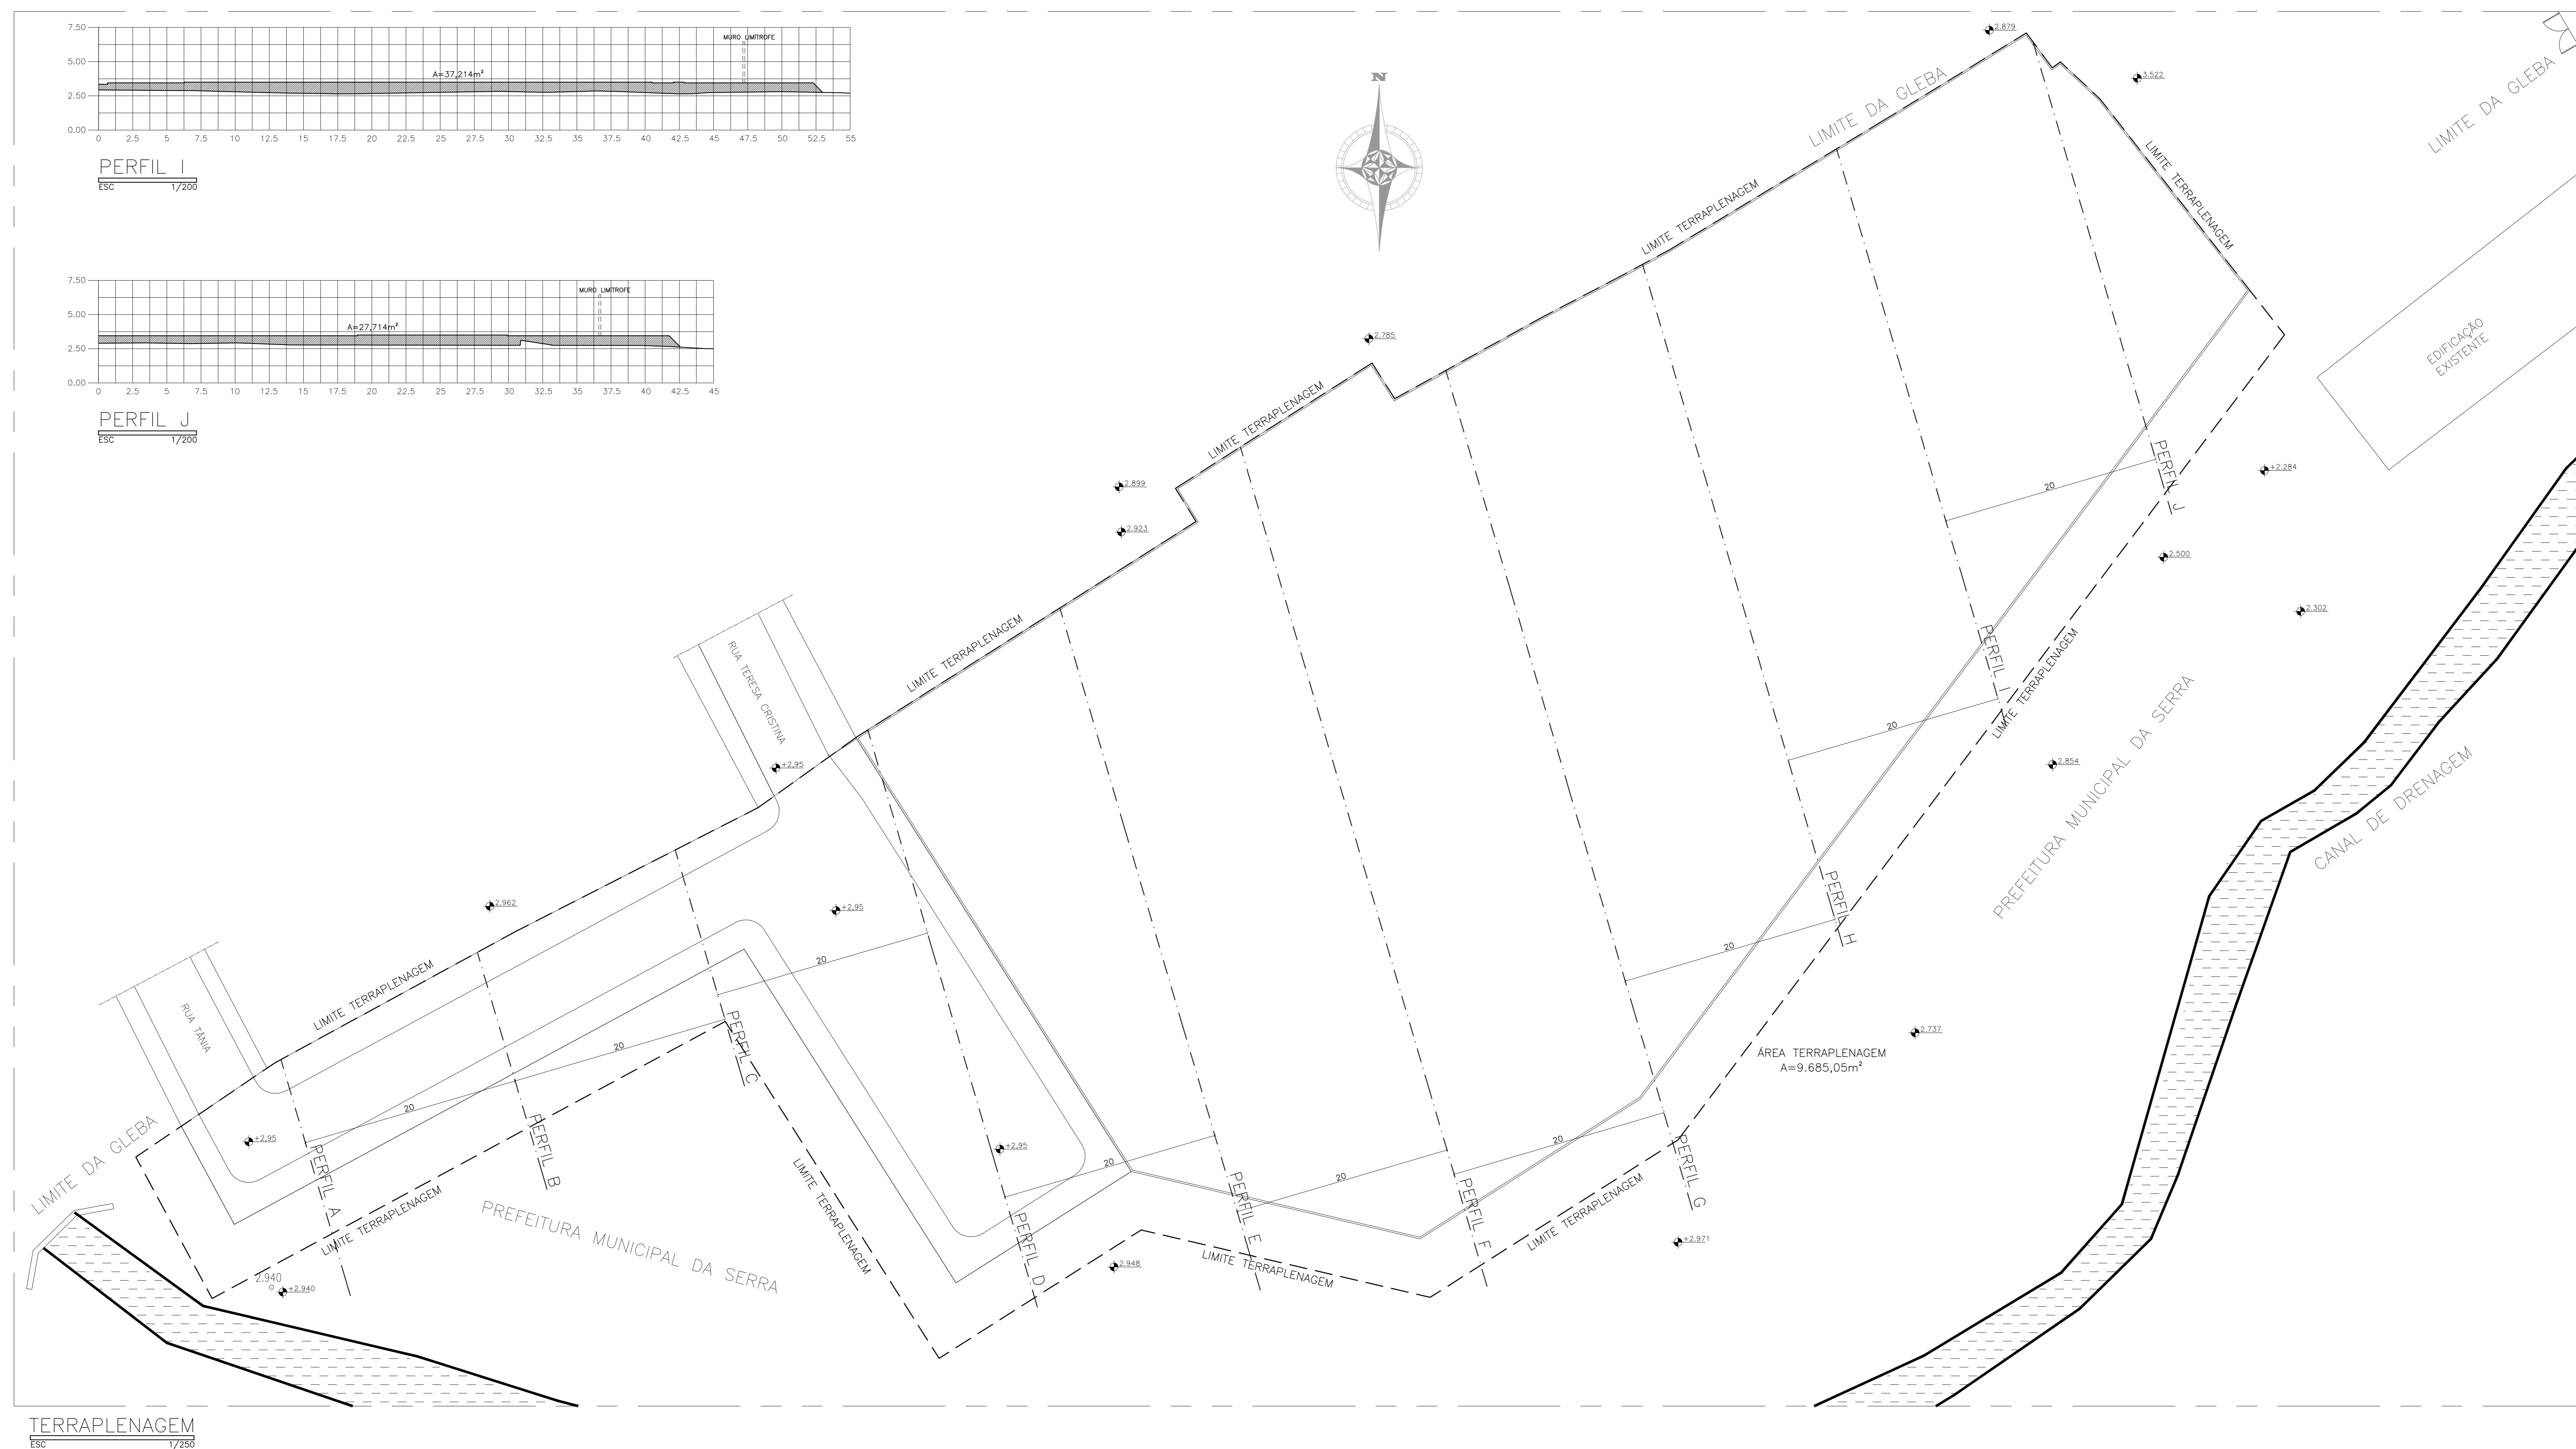 7.50
5.00
2.50
0.00
MURO LIMÍTROFE
A=37,214m²
0 2.5 5 7.5 10 12.5 15 17.5 20 22.5 25 27.5 30 32.5 35 37.5 40 42.5 45 47.5 50 52.5 55
PERFIL I
ESC 1/200
7.50
5.00
2.50
0.00
MURO LIMÍTROFE
A=27,714m²
0 2.5 5 7.5 10 12.5 15 17.5 20 22.5 25 27.5 30 32.5 35 37.5 40 42.5 45
PERFIL J
ESC 1/200
N
2.879
3.522
LIMITE DA GLEBA
LIMITE DA GLEBA
LIMITE TERRAPLENAGEM
LIMITE TERRAPLENAGEM
2.785
EDIFICAÇÃO
EXISTENTE
LIMITE TERRAPLENAGEM
2.899
2.923
PERFIL J
20
+2.284
2.500
2.302
RUA TERESA CRISTINA
LIMITE TERRAPLENAGEM
PERFIL I
LIMITE TERRAPLENAGEM
20
+2,95
2.854
PREFEITURA MUNICIPAL DA SERRA
CANAL DE DRENAGEM
2.962
+2,95
PERFIL H
20
20
LIMITE TERRAPLENAGEM
RUA TÂNIA
PERFIL C
20
20
2.737
ÁREA TERRAPLENAGEM
A=9.685,05m²
LIMITE DA GLEBA
+2,95
PERFIL A
PERFIL B
+2,95
20
20
20
PERFIL D
PERFIL E
PERFIL F
PERFIL G
LIMITE TERRAPLENAGEM
LIMITE TERRAPLENAGEM
LIMITE TERRAPLENAGEM
LIMITE TERRAPLENAGEM
PREFEITURA MUNICIPAL DA SERRA
+2.971
2.948
2.940
+2.940
TERRAPLENAGEM
ESC 1/250